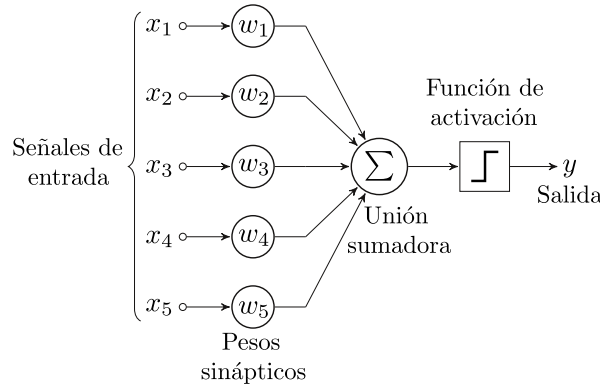 x₁ w₁
x₂ w₂
Función de
activación
Señales de
entrada
x₃ w₃ Σ y
Salida
Unión
sumadora
x₄ w₄
x₅ w₅
Pesos
sinápticos